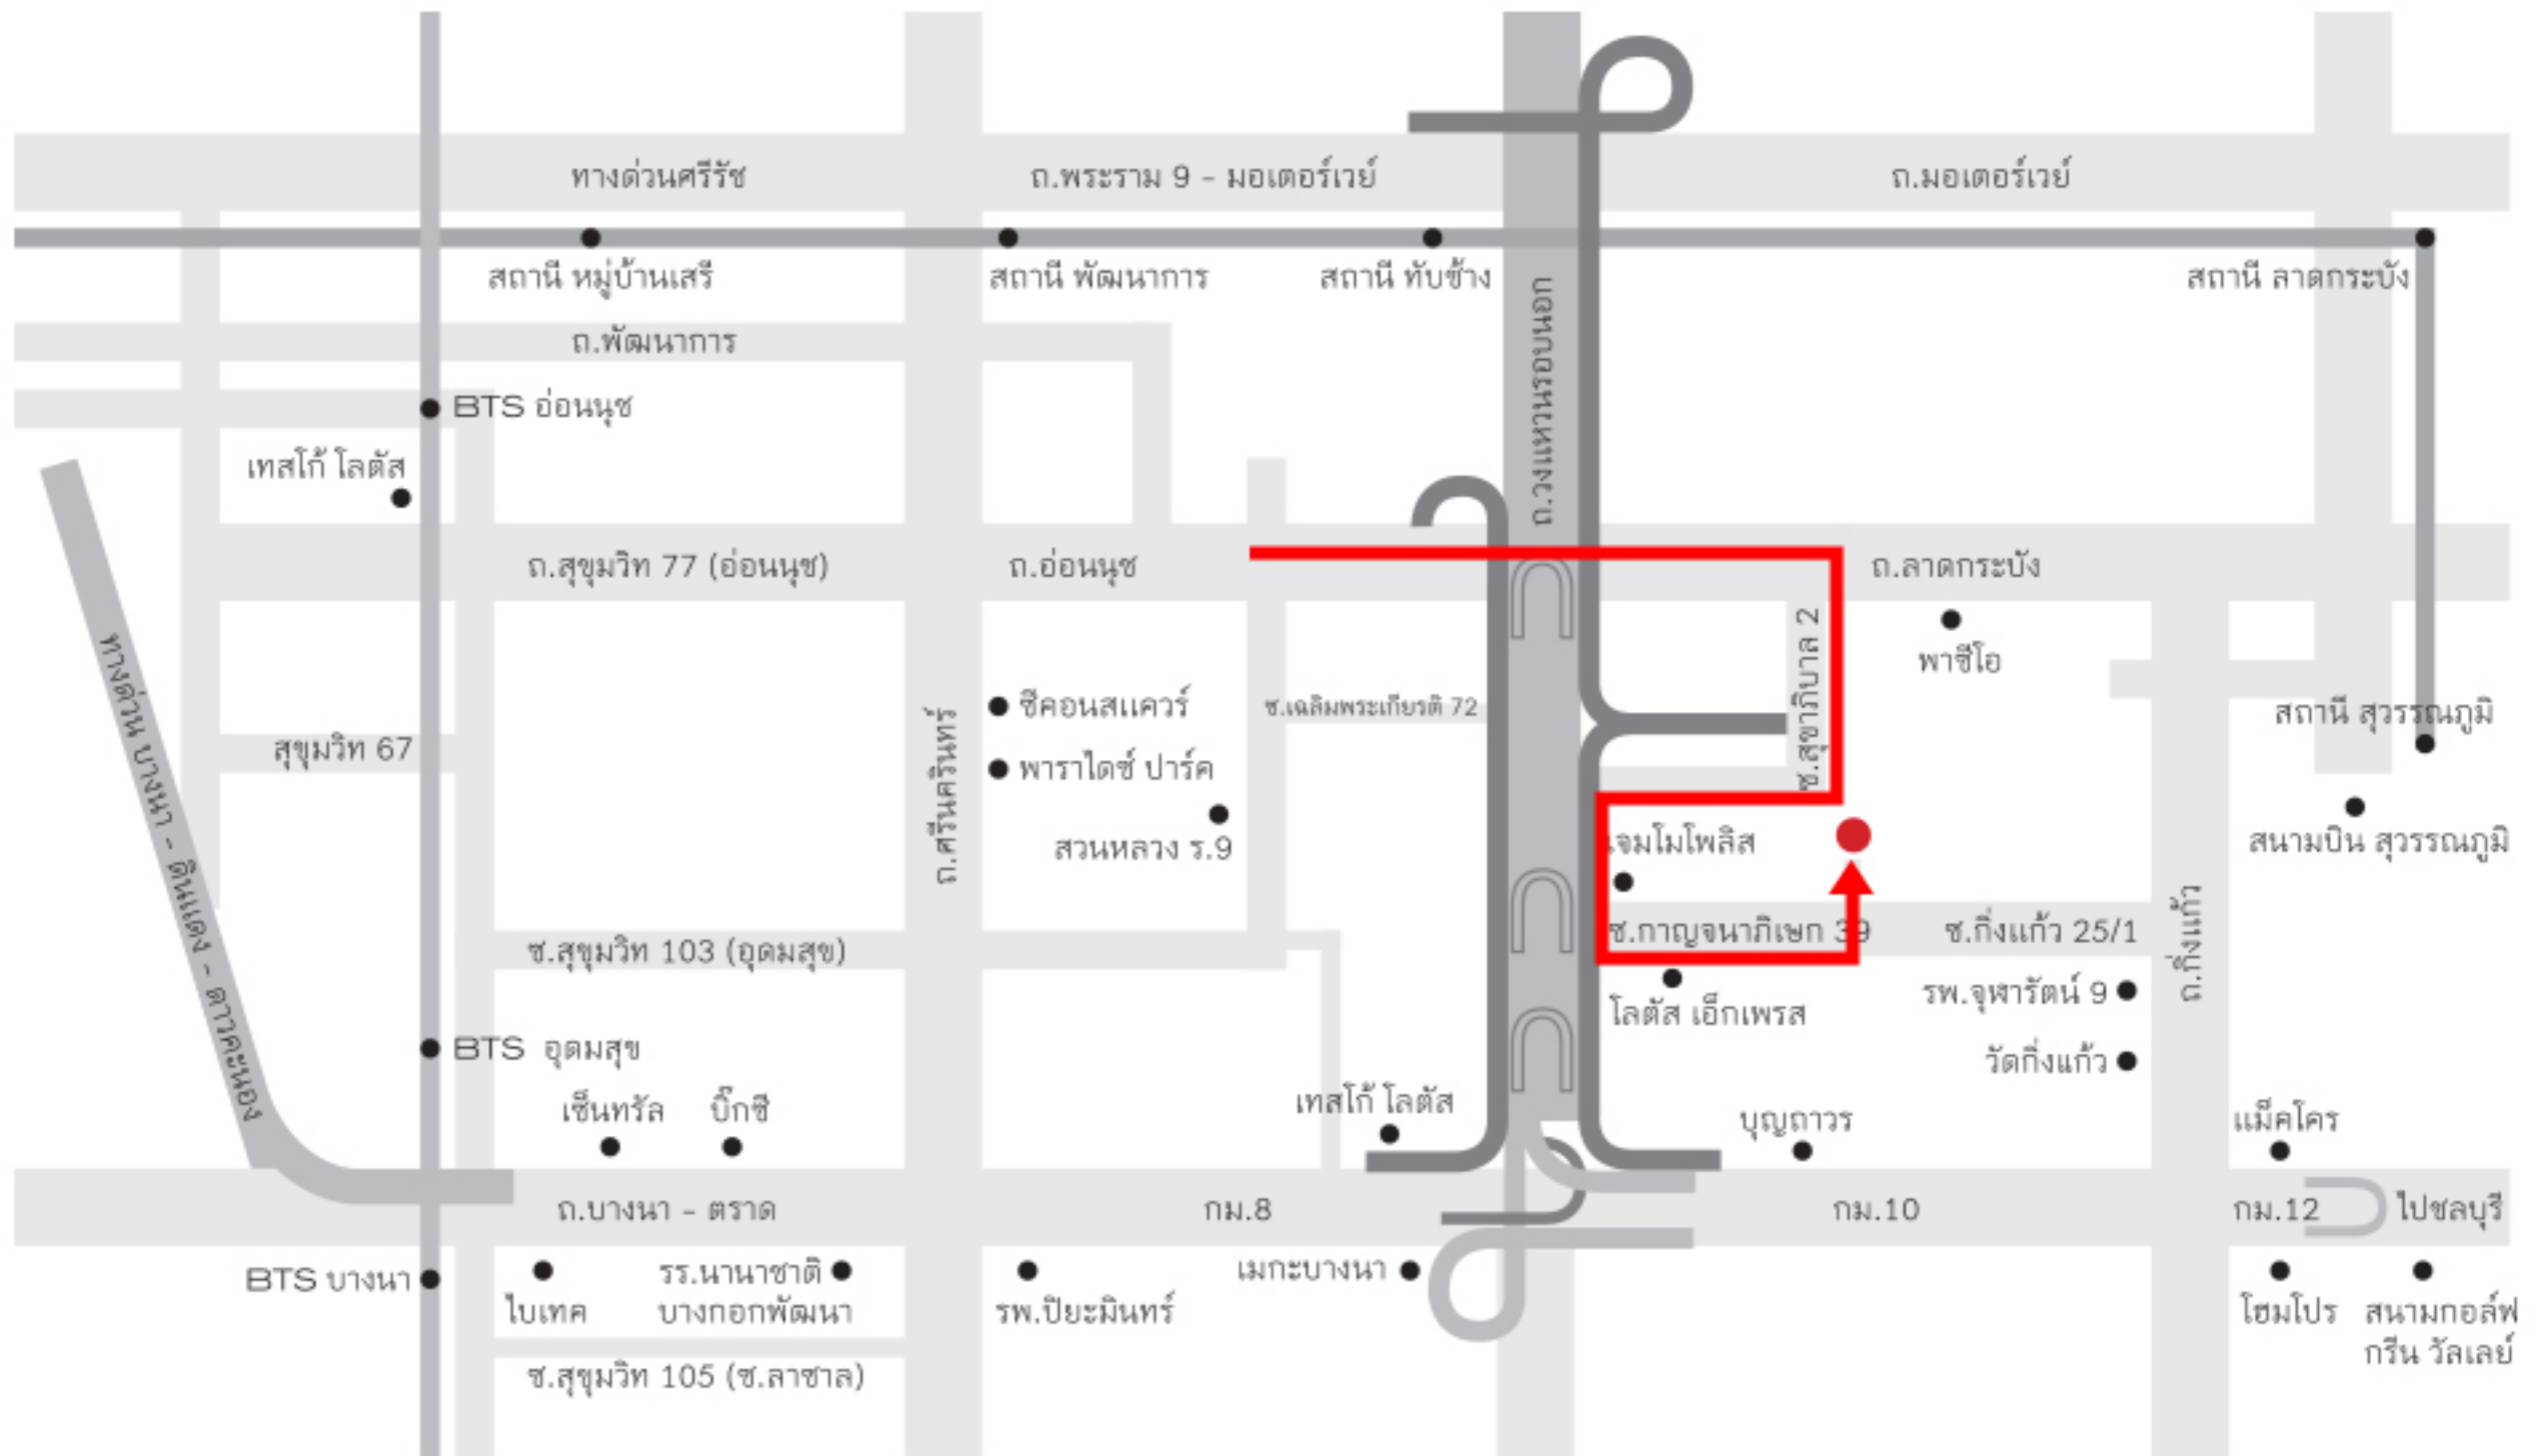 ทางด่วนศรีรัช
ถ.พระราม 9 - มอเตอร์เวย์
ถ.มอเตอร์เวย์
สถานี หมู่บ้านเสรี
สถานี พัฒนาการ
สถานี ทับช้าง
สถานี ลาดกระบัง
ถ.วงแหวนรอบนอก
ถ.พัฒนาการ
BTS อ่อนนุช
เทสโก้ โลตัส
ถ.สุขุมวิท 77 (อ่อนนุช)
ถ.อ่อนนุช
ถ.ลาดกระบัง
ซ.สุขาภิบาล 2
พาซีโอ
ทางด่วน บางนา - ดินแดง - ดาวคะนอง
สุขุมวิท 67
ถ.ศรีนครินทร์
ซีคอนสแควร์
พาราไดซ์ ปาร์ค
สวนหลวง ร.9
ซ.เฉลิมพระเกียรติ 72
สถานี สุวรรณภูมิ
สนามบิน สุวรรณภูมิ
เจมโมโพลิส
ซ.กาญจนาภิเษก 39
ซ.กิ่งแก้ว 25/1
ถ.กิ่งแก้ว
ซ.สุขุมวิท 103 (อุดมสุข)
โลตัส เอ็กเพรส
รพ.จุฬารัตน์ 9
วัดกิ่งแก้ว
BTS อุดมสุข
เซ็นทรัล
บิ๊กซี
เทสโก้ โลตัส
บุญถาวร
แม็คโคร
ถ.บางนา - ตราด
กม.8
กม.10
กม.12
ไปชลบุรี
BTS บางนา
ไบเทค
รร.นานาชาติ
บางกอกพัฒนา
รพ.ปิยะมินทร์
เมกะบางนา
โฮมโปร
สนามกอล์ฟ
กรีน วัลเลย์
ซ.สุขุมวิท 105 (ซ.ลาซาล)